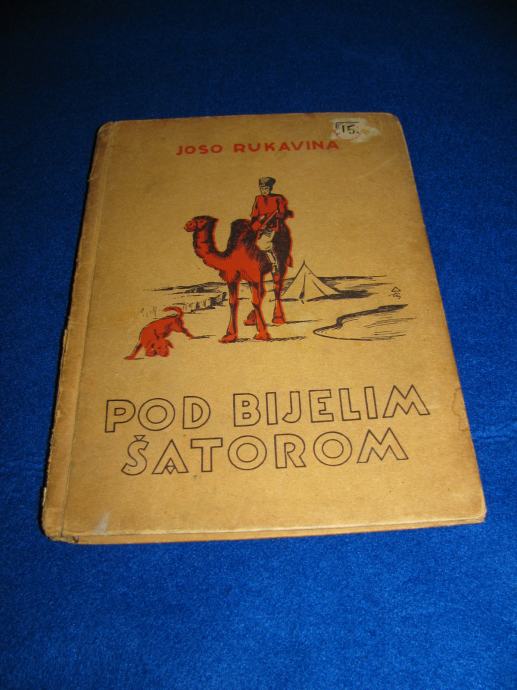 15.
JOSO RUKAVINA
POD BIJELIM
ŠATOROM